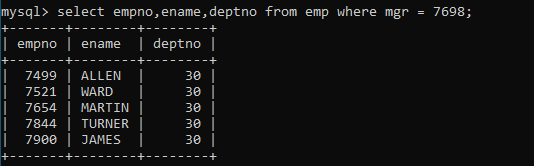 mysql> select empno,ename,deptno from emp where mgr = 7698;
+-------+--------+--------+
| empno | ename  | deptno |
+-------+--------+--------+
|  7499 | ALLEN  |     30 |
|  7521 | WARD   |     30 |
|  7654 | MARTIN |     30 |
|  7844 | TURNER |     30 |
|  7900 | JAMES  |     30 |
+-------+--------+--------+